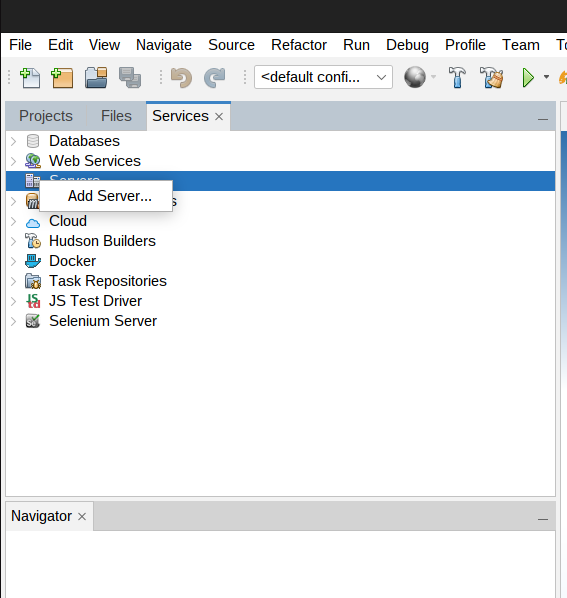 File Edit View Navigate Source Refactor Run Debug Profile Team
<default confi...
Projects Files Services
Databases
Web Services
Servers
Add Server...
Cloud
Hudson Builders
Docker
Task Repositories
JS Test Driver
Selenium Server
Navigator